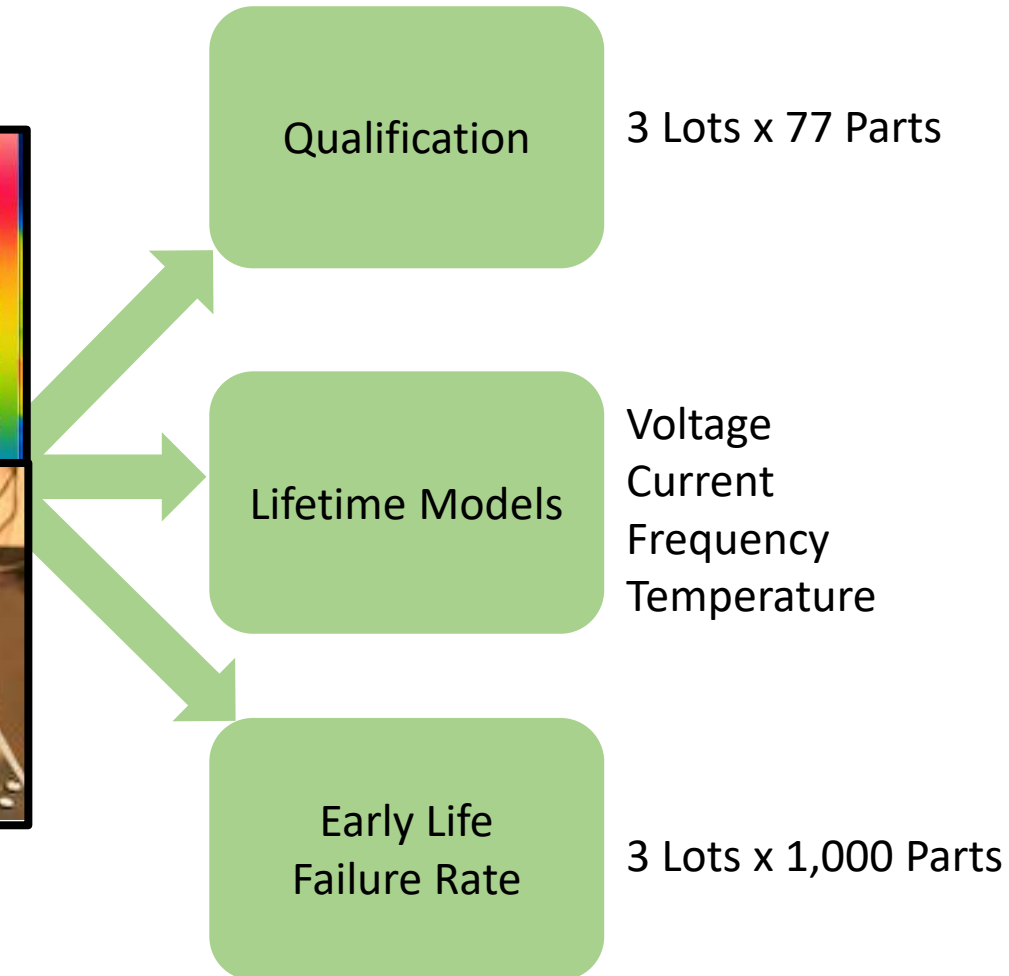 Qualification
3 Lots x 77 Parts
Lifetime Models
Voltage
Current
Frequency
Temperature
Early Life
Failure Rate
3 Lots x 1,000 Parts